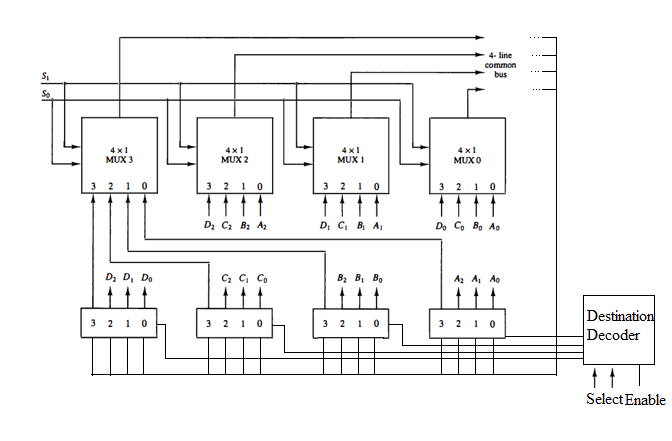 4- line
common
bus
S₁
S₀
4 x 1
MUX 3
3 2 1 0
4 x 1
MUX 2
3 2 1 0
4 x 1
MUX 1
3 2 1 0
4 x 1
MUX 0
3 2 1 0
D₂ C₂ B₂ A₂
D₁ C₁ B₁ A₁
D₀ C₀ B₀ A₀
D₂ D₁ D₀
C₂ C₁ C₀
B₂ B₁ B₀
A₂ A₁ A₀
3 2 1 0
3 2 1 0
3 2 1 0
3 2 1 0
Destination
Decoder
Select Enable